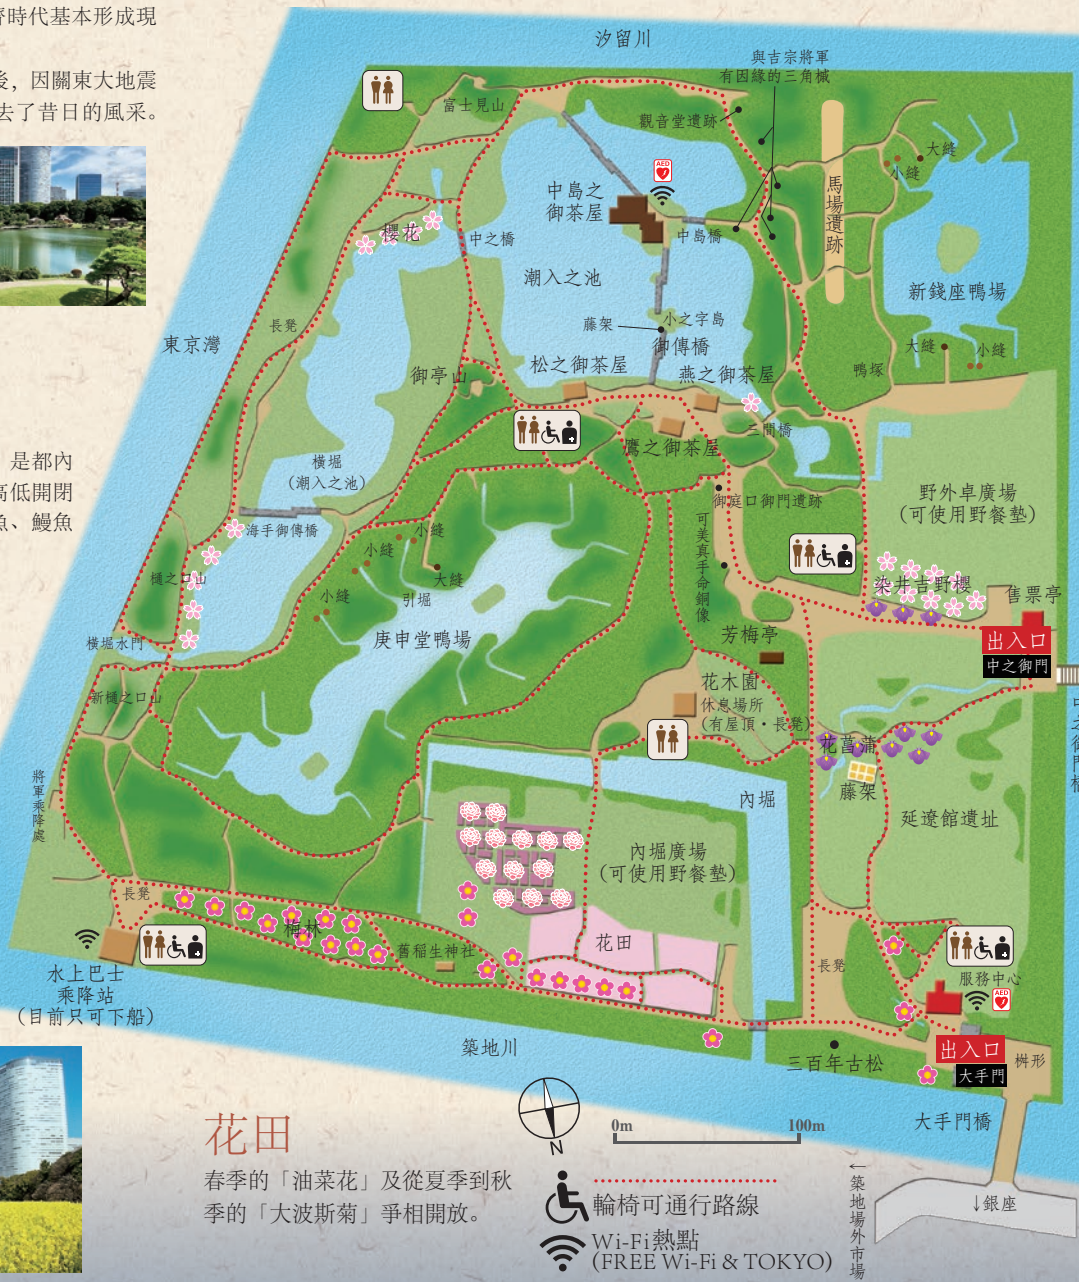 時代基本形成現
後，因關東大地震
去了昔日的風采。
是都內
高低開閉
魚、鰻魚
汐留川
與吉宗將軍
有因緣的三角槭
富士見山
觀音堂遺跡
大縫
小縫
中島之
御茶屋
馬場遺跡
櫻花
中之橋
中島橋
潮入之池
新錢座鴨場
長凳
藤架
小之字島
東京灣
御傳橋
大縫
小縫
松之御茶屋
燕之御茶屋
御亭山
鴨塚
三間橋
鷹之御茶屋
橫堀
(潮入之池)
野外卓廣場
(可使用野餐墊)
御庭口御門遺跡
海手御傳橋
小縫
小縫
大縫
可美真手命銅像
樋之口山
小縫
引堀
染井吉野櫻
售票亭
庚申堂鴨場
芳梅亭
出入口
中之御門
橫堀水門
花木園
休息場所
(有屋頂・長凳)
新樋之口山
中之御門橋
花菖蒲
藤架
將軍乘降處
內堀
延遼館遺址
內堀廣場
(可使用野餐墊)
長凳
梅林
舊稻生神社
花田
長凳
服務中心
水上巴士
乘降站
(目前只可下船)
AED
AED
築地川
出入口
大手門
桝形
三百年古松
大手門橋
花田
春季的「油菜花」及從夏季到秋
季的「大波斯菊」爭相開放。
N
0m
100m
輪椅可通行路線
Wi-Fi熱點
(FREE Wi-Fi & TOKYO)
←築地場外市場
↓銀座